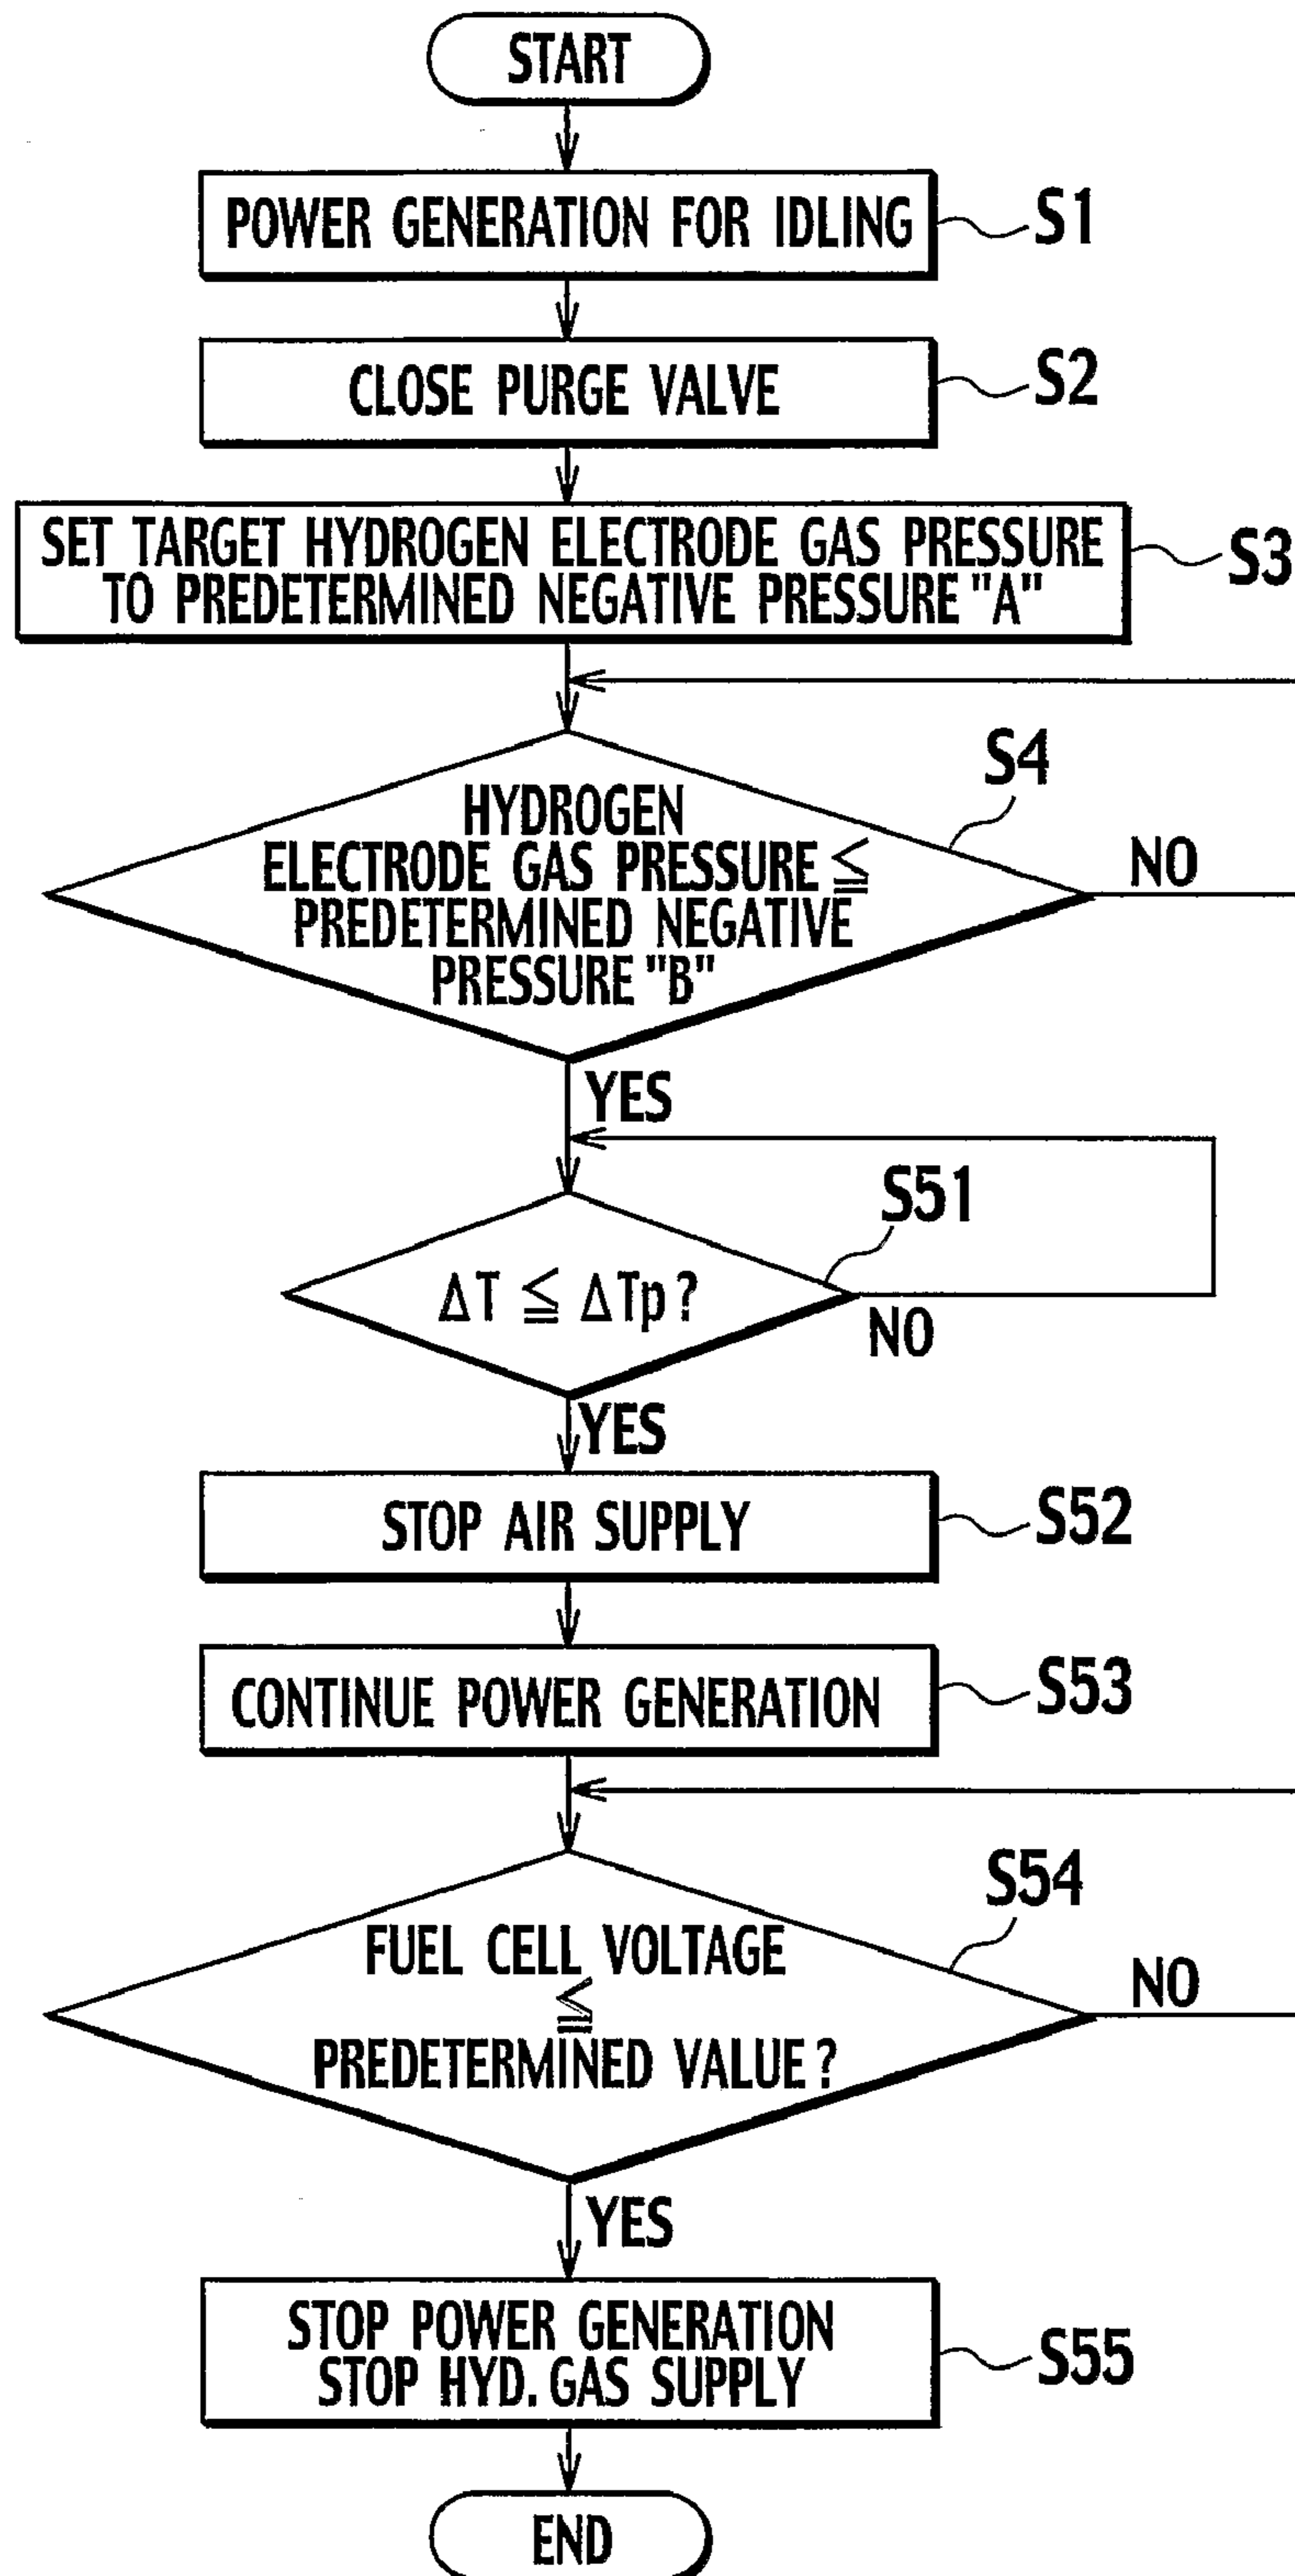 START
POWER GENERATION FOR IDLING
S1
CLOSE PURGE VALVE
S2
SET TARGET HYDROGEN ELECTRODE GAS PRESSURE
TO PREDETERMINED NEGATIVE PRESSURE "A"
S3
S4
HYDROGEN
ELECTRODE GAS PRESSURE ≦
PREDETERMINED NEGATIVE
PRESSURE "B"
NO
YES
S51
ΔT ≦ ΔTp ?
NO
YES
STOP AIR SUPPLY
S52
CONTINUE POWER GENERATION
S53
S54
FUEL CELL VOLTAGE
≦
PREDETERMINED VALUE ?
NO
YES
STOP POWER GENERATION
STOP HYD. GAS SUPPLY
S55
END